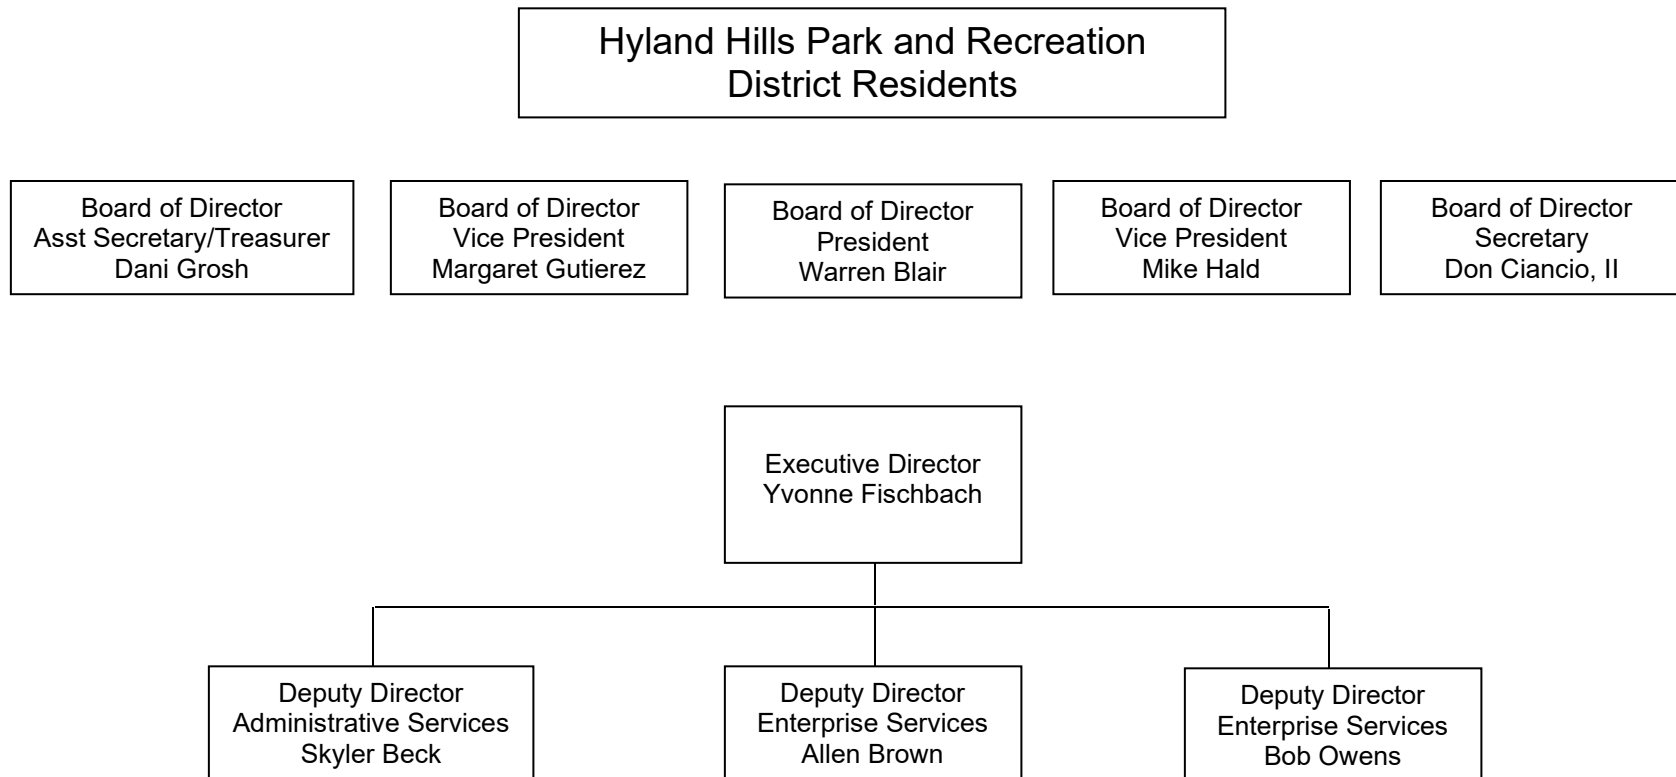 Hyland Hills Park and Recreation
District Residents
Board of Director
Asst Secretary/Treasurer
Dani Grosh
Board of Director
Vice President
Margaret Gutierez
Board of Director
President
Warren Blair
Board of Director
Vice President
Mike Hald
Board of Director
Secretary
Don Ciancio, II
Executive Director
Yvonne Fischbach
Deputy Director
Administrative Services
Skyler Beck
Deputy Director
Enterprise Services
Allen Brown
Deputy Director
Enterprise Services
Bob Owens